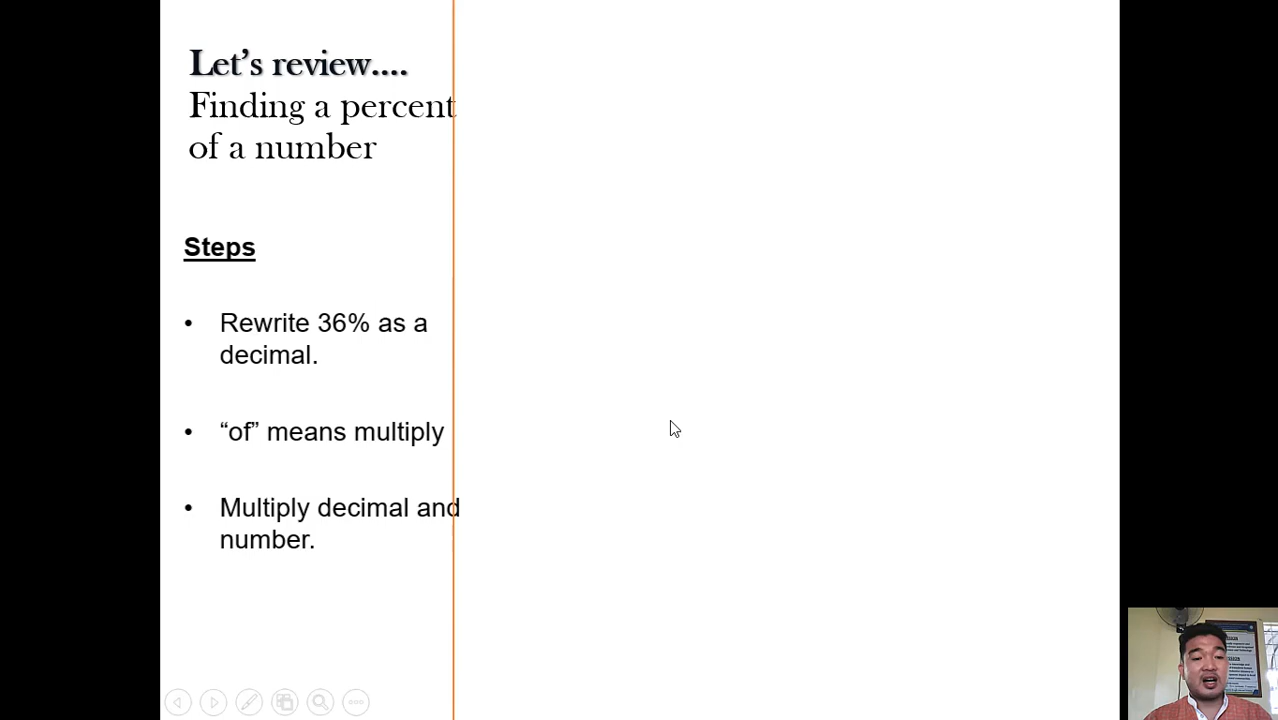 Let’s review....
Finding a percent
of a number
Steps
• Rewrite 36% as a
decimal.
• “of” means multiply
• Multiply decimal and
number.